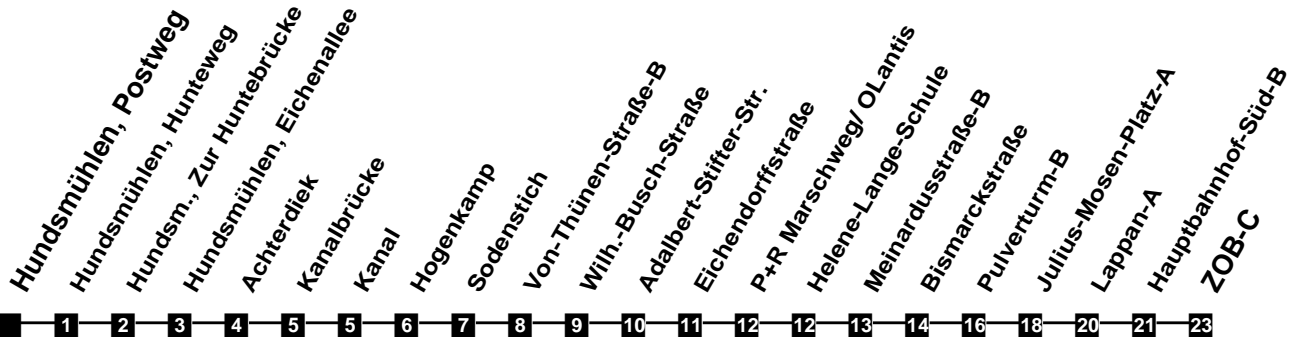 Hundsmühlen, Postweg
Hundsmühlen, Hunteweg
Hundsm., Zur Huntebrücke
Hundsmühlen, Eichenallee
Achterdiek
Kanalbrücke
Kanal
Hogenkamp
Sodenstich
Von-Thünen-Straße-B
Wilh.-Busch-Straße
Adalbert-Stifter-Str.
Eichendorffstraße
P+R Marschweg/ OLantis
Helene-Lange-Schule
Meinardusstraße-B
Bismarckstraße
Pulverturm-B
Julius-Mosen-Platz-A
Lappan-A
Hauptbahnhof-Süd-B
ZOB-C
1 2 3 4 5 5 6 7 8 9 10 11 12 12 13 14 16 18 20 21 23